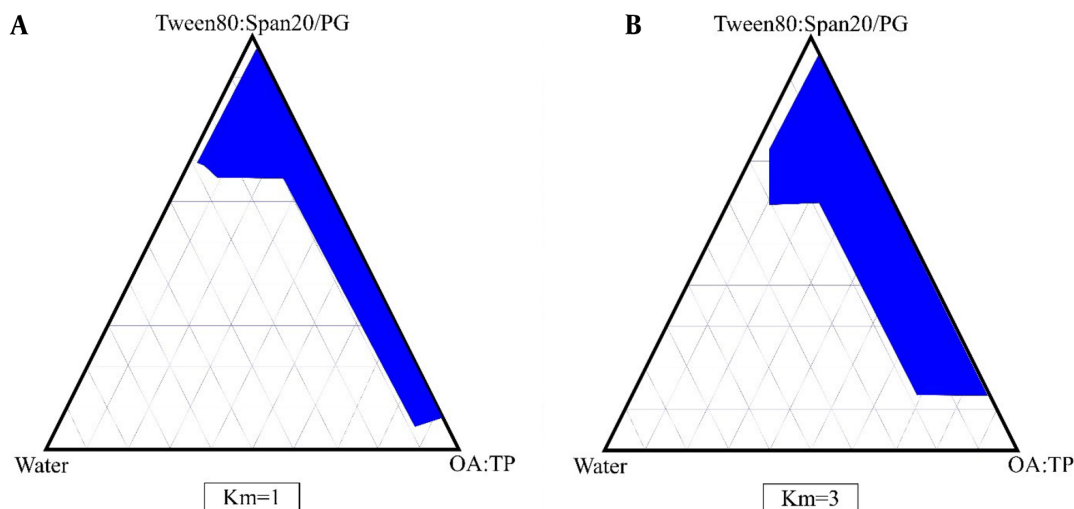 A
Tween80:Span20/PG
Water
OA:TP
Km=1
B
Tween80:Span20/PG
Water
OA:TP
Km=3